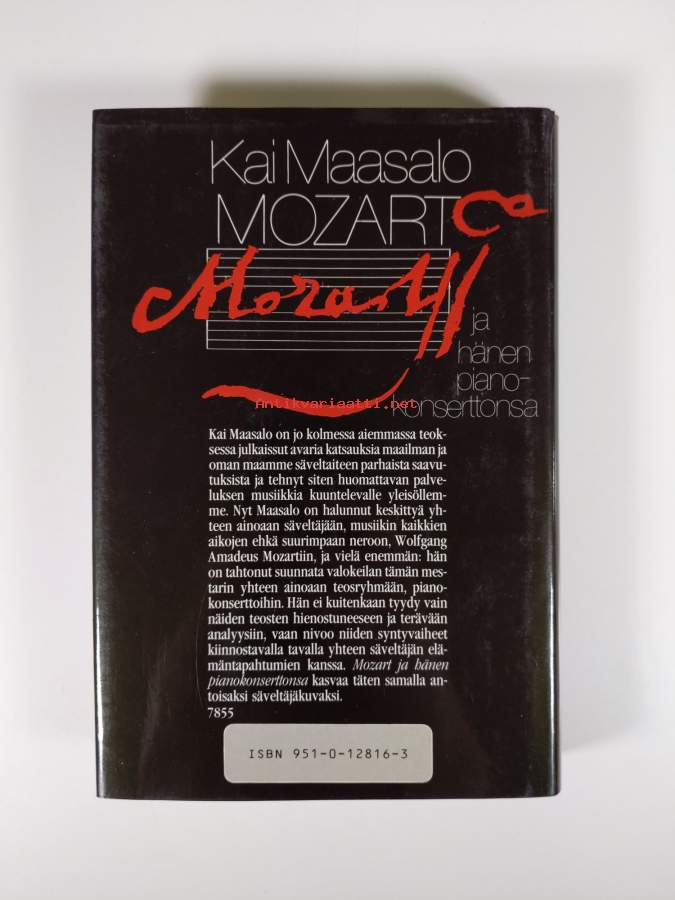 Kai Maasalo
MOZART
Mozart
ja
hänen
piano-
konserttonsa
Antikvariaatti.net
Kai Maasalo on jo kolmessa aiemmassa teok-
sessa julkaissut avaria katsauksia maailman ja
oman maamme säveltaiteen parhaista saavu-
tuksista ja tehnyt siten huomattavan palve-
luksen musiikkia kuuntelevalle yleisöllem-
me. Nyt Maasalo on halunnut keskittyä yh-
teen ainoaan säveltäjään, musiikin kaikkien
aikojen ehkä suurimpaan neroon, Wolfgang
Amadeus Mozartiin, ja vielä enemmän: hän
on tahtonut suunnata valokeilan tämän mes-
tarin yhteen ainoaan teosryhmään, piano-
konserttoihin. Hän ei kuitenkaan tyydy vain
näiden teosten hienostuneeseen ja terävään
analyysiin, vaan nivoo niiden syntyvaiheet
kiinnostavalla tavalla yhteen säveltäjän elä-
mäntapahtumien kanssa. Mozart ja hänen
pianokonserttonsa kasvaa täten samalla an-
toisaksi säveltäjäkuvaksi.
7855
ISBN 951-0-12816-3